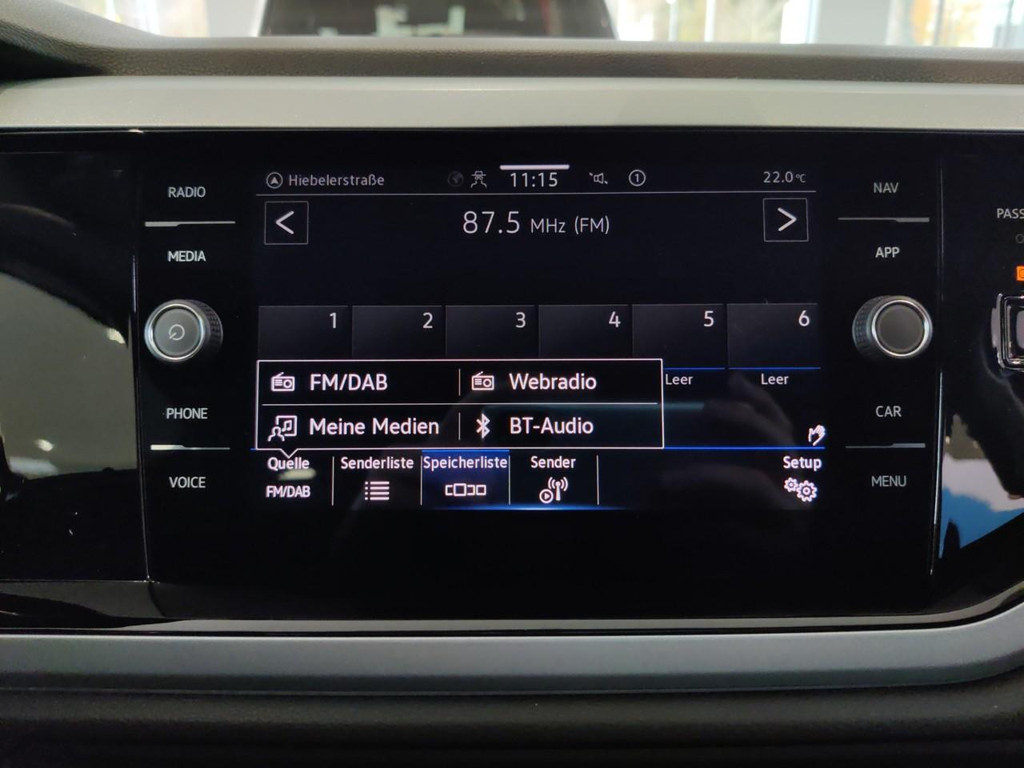 RADIO
MEDIA
PHONE
VOICE
Hiebelerstraße 11:15 1 22.0°C
87.5 MHz (FM)
1 2 3 4 5 6
Leer Leer
FM/DAB Webradio
Meine Medien BT-Audio
Quelle Senderliste Speicherliste Sender Setup
FM/DAB
NAV
APP
CAR
MENU
PASS